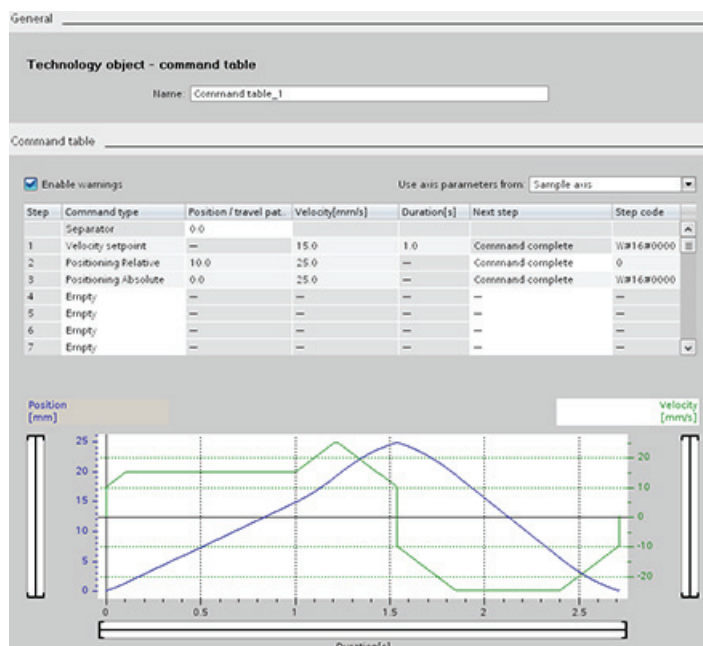 General
Technology object - command table
Name: Command table_1
Command table
Enable warnings Use axis parameters from: Sample axis
Step Command type Position / travel pat.. Velocity[mm/s] Duration[s] Next step Step code
Separator 0.0
1 Velocity setpoint — 15.0 1.0 Command complete W#16#0000
2 Positioning Relative 10.0 25.0 — Command complete 0
3 Positioning Absolute 0.0 25.0 — Command complete W#16#0000
4 Empty — — — — —
5 Empty — — — — —
6 Empty — — — — —
7 Empty — — — — —
Position Velocity
[mm] [mm/s]
25
20 20
15 10
10 0
5 -10
0 -20
0 0.5 1 1.5 2 2.5
Duration[s]